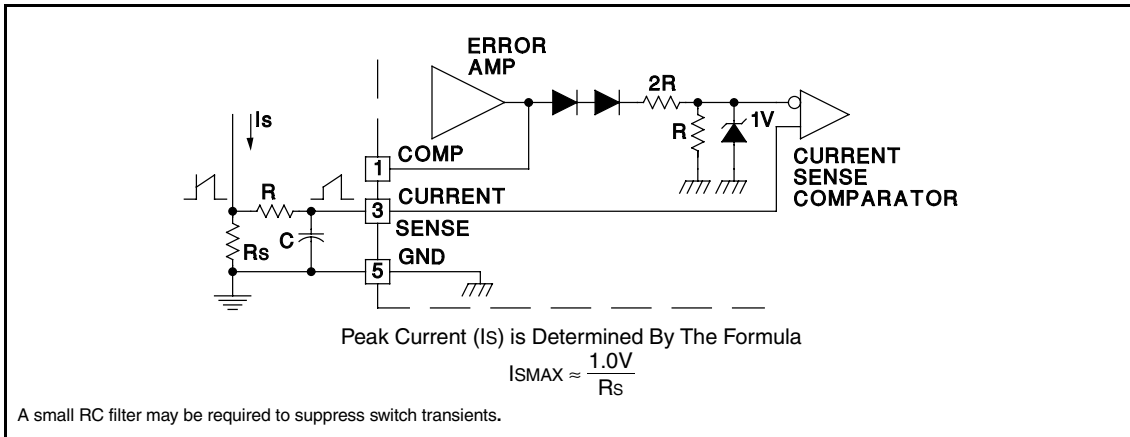 ERROR
AMP
2R
R
1V
Is
1
COMP
CURRENT
SENSE
COMPARATOR
R
3
CURRENT
SENSE
Rs
C
5
GND
Peak Current (IS) is Determined By The Formula
ISMAX ≈ 1.0V
RS
A small RC filter may be required to suppress switch transients.